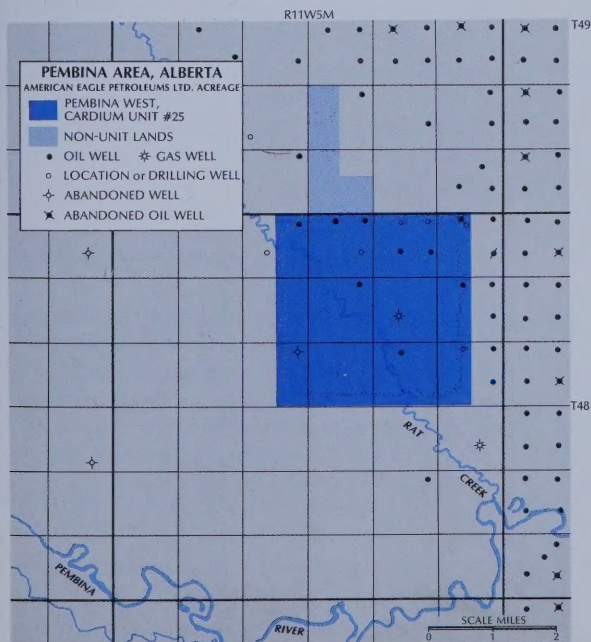 R11W5M
T49
PEMBINA AREA, ALBERTA
AMERICAN EAGLE PETROLEUMS LTD. ACREAGE
PEMBINA WEST,
CARDIUM UNIT #25
NON-UNIT LANDS
OIL WELL GAS WELL
LOCATION or DRILLING WELL
ABANDONED WELL
ABANDONED OIL WELL
T48
RAT
CREEK
PEMBINA
RIVER
SCALE MILES
0 1 2